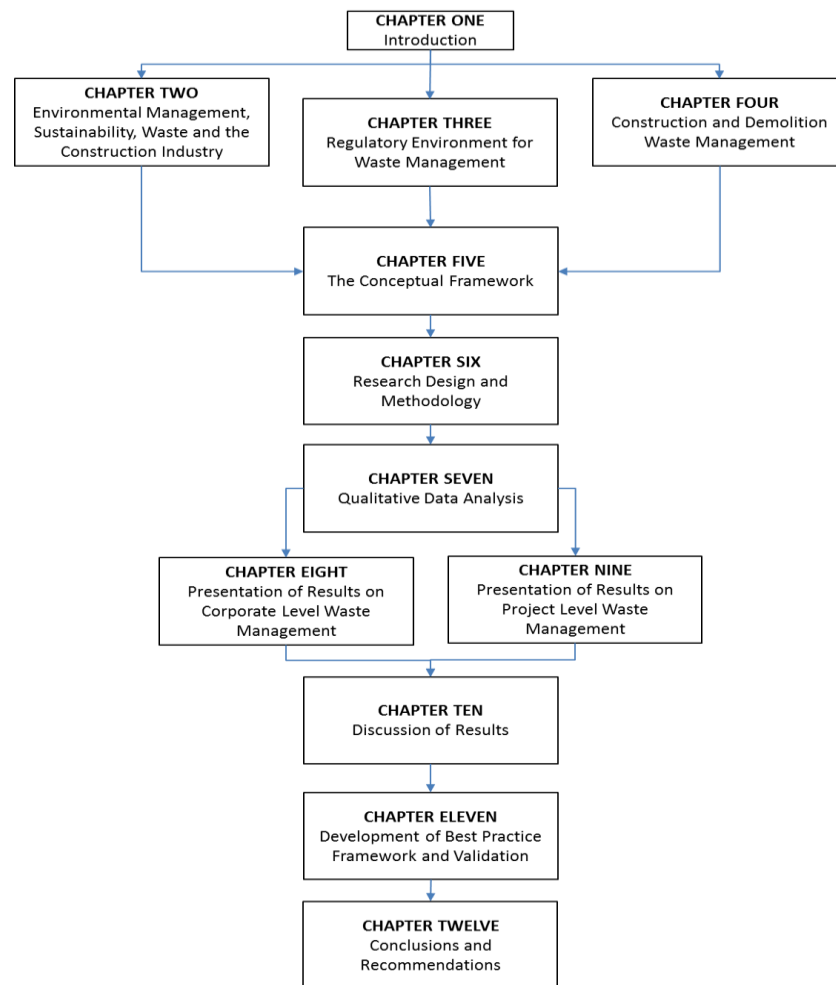 CHAPTER ONE
Introduction
CHAPTER TWO
Environmental Management,
Sustainability, Waste and the
Construction Industry
CHAPTER THREE
Regulatory Environment for
Waste Management
CHAPTER FOUR
Construction and Demolition
Waste Management
CHAPTER FIVE
The Conceptual Framework
CHAPTER SIX
Research Design and
Methodology
CHAPTER SEVEN
Qualitative Data Analysis
CHAPTER EIGHT
Presentation of Results on
Corporate Level Waste
Management
CHAPTER NINE
Presentation of Results on
Project Level Waste
Management
CHAPTER TEN
Discussion of Results
CHAPTER ELEVEN
Development of Best Practice
Framework and Validation
CHAPTER TWELVE
Conclusions and
Recommendations